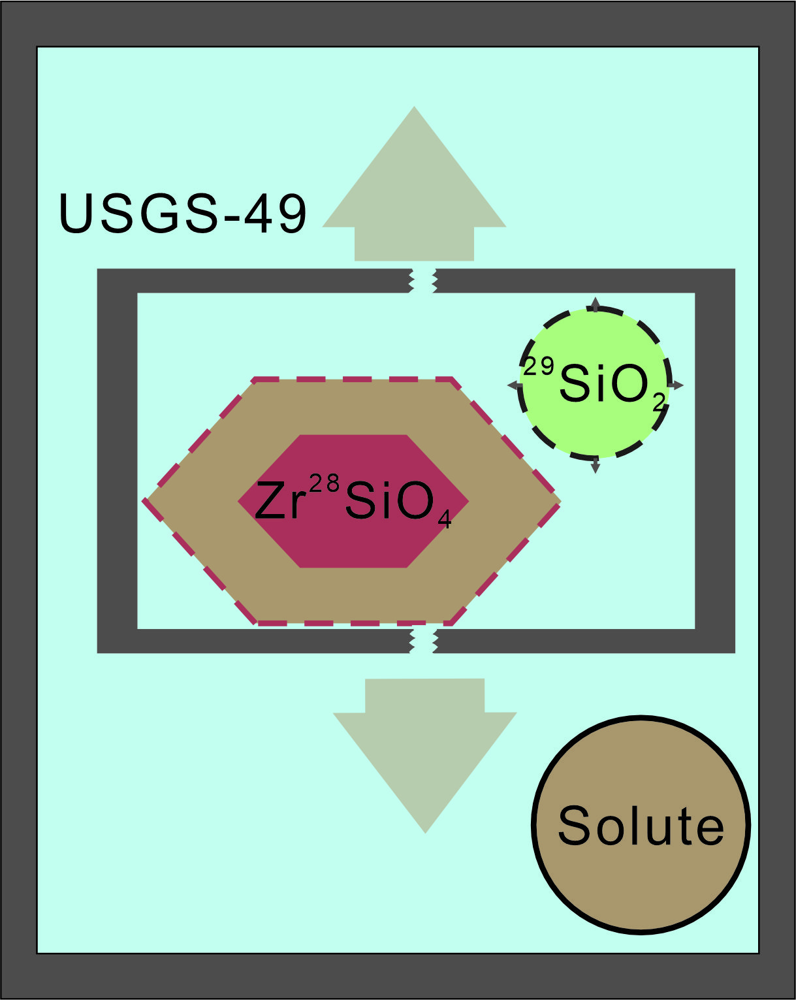 USGS-49
²⁹SiO₂
Zr²⁸SiO₄
Solute